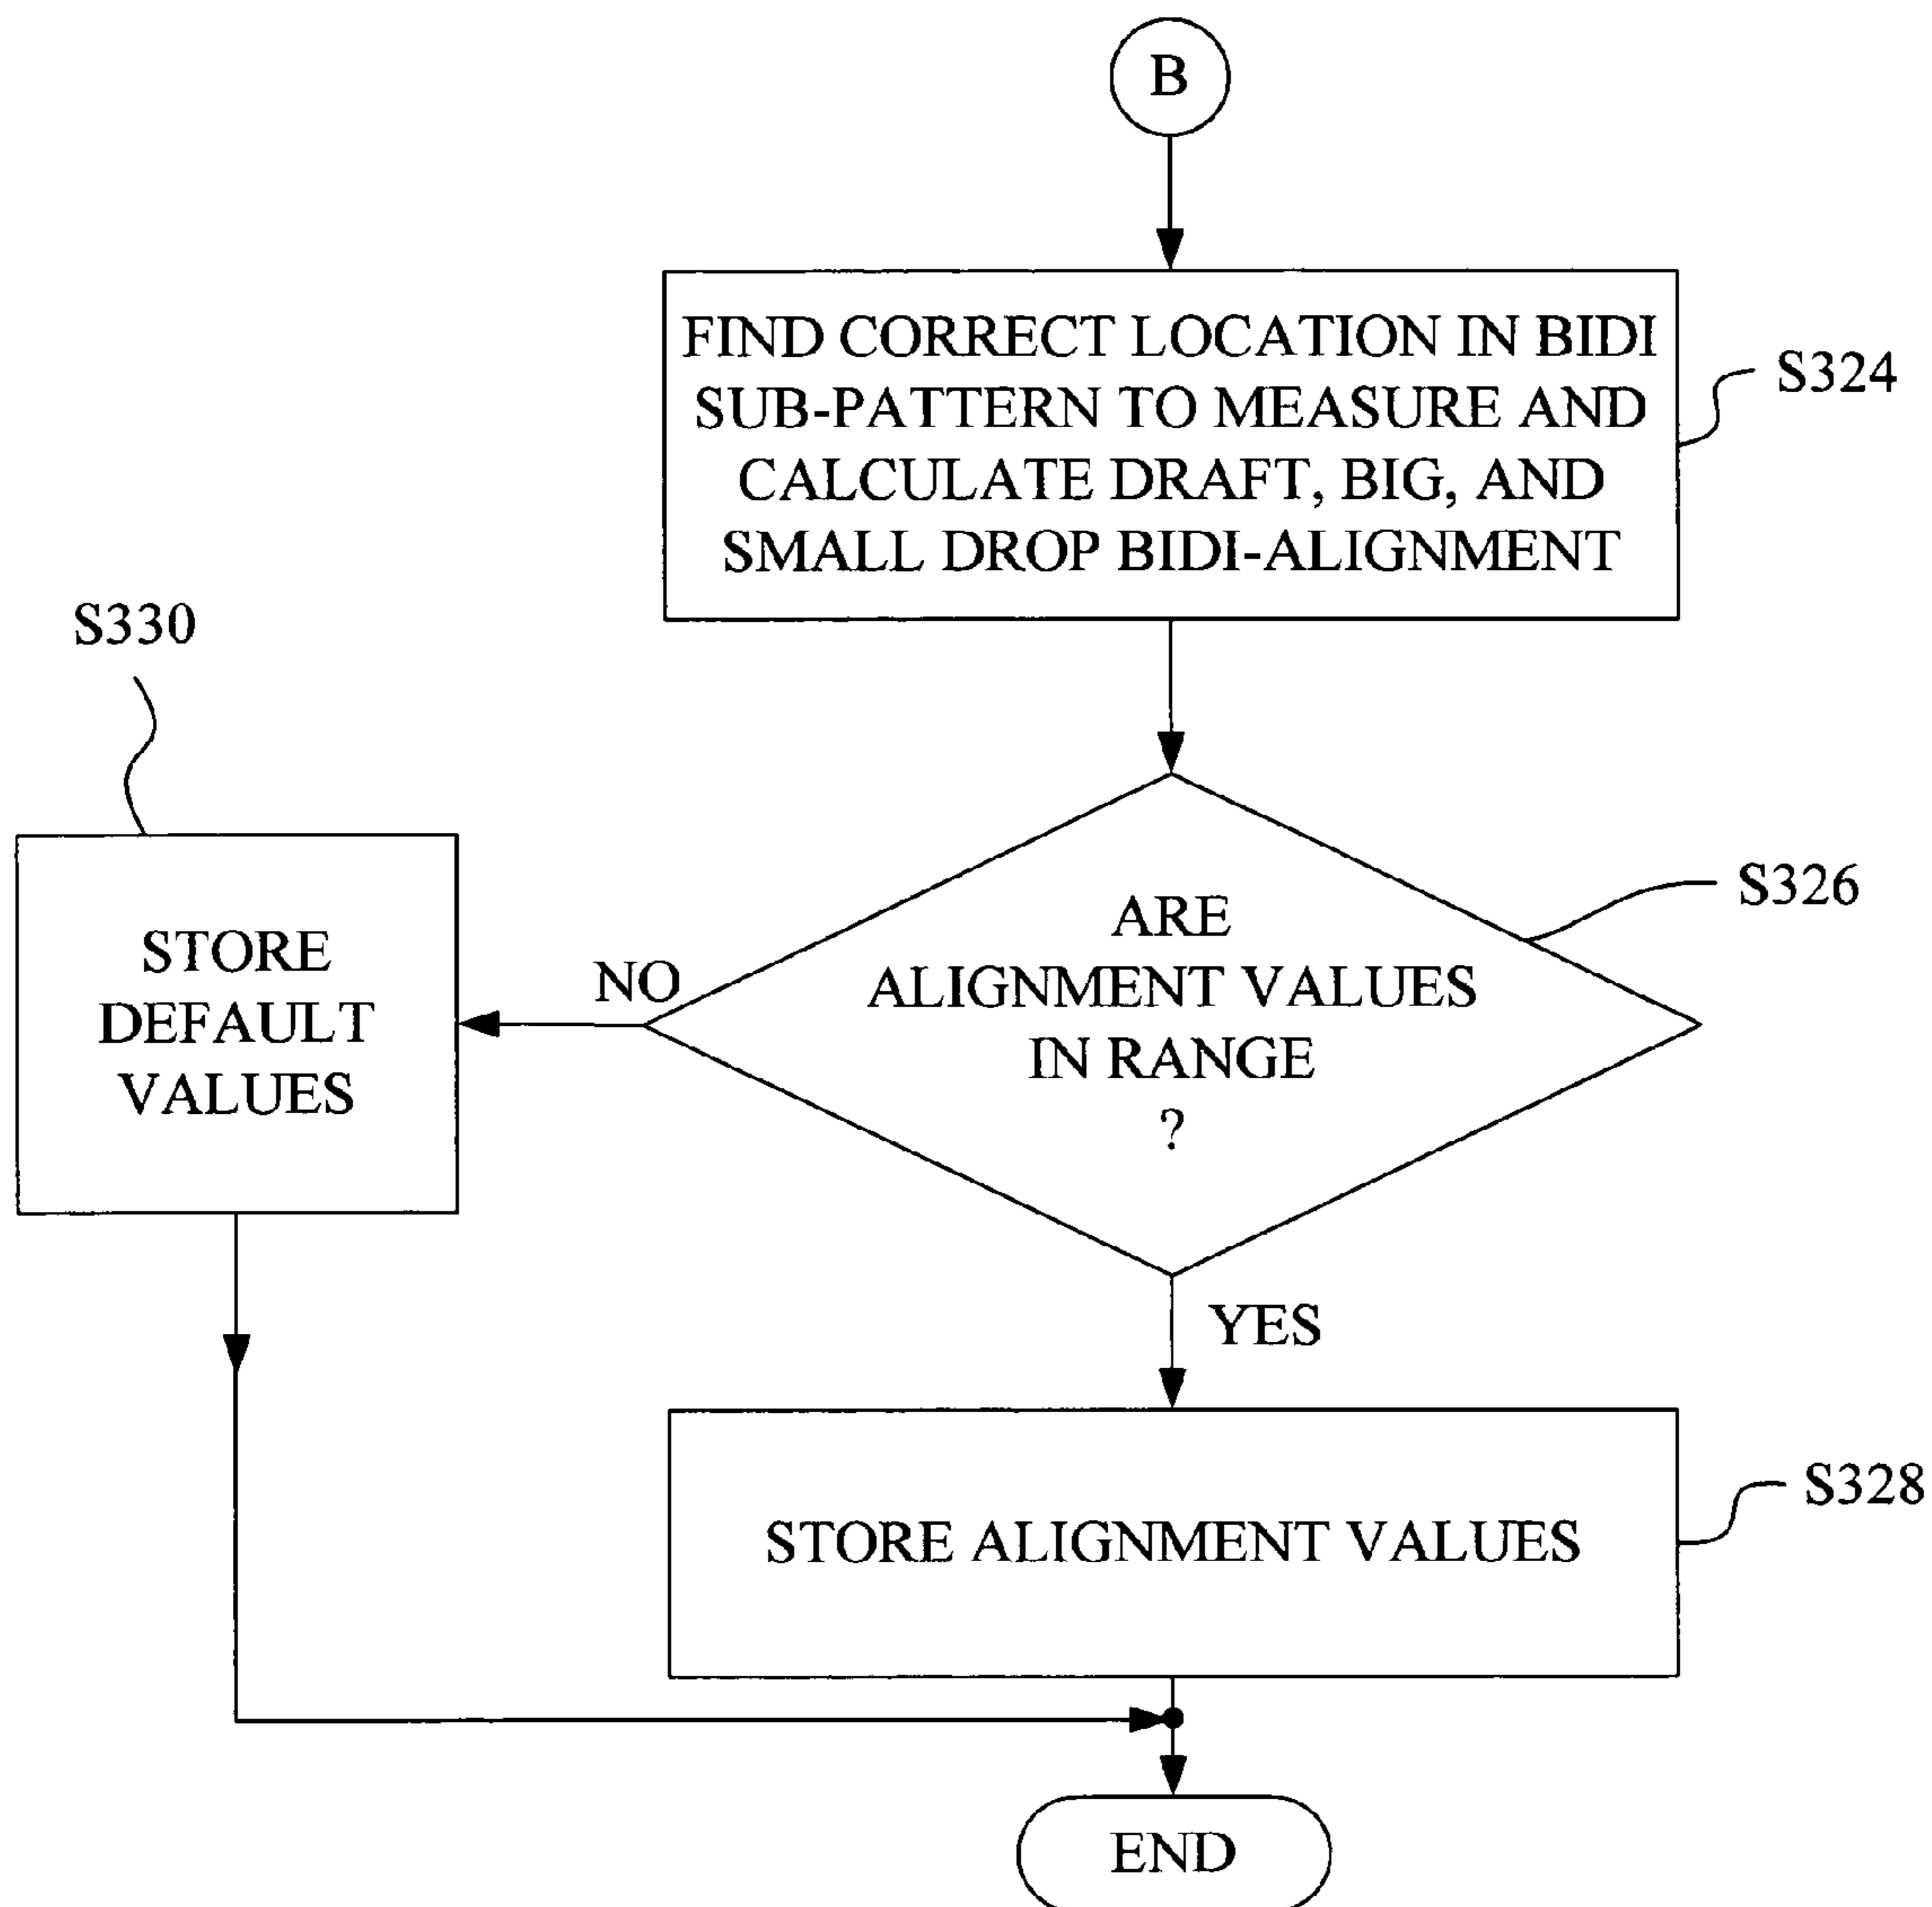 B
FIND CORRECT LOCATION IN BIDI
SUB-PATTERN TO MEASURE AND
CALCULATE DRAFT, BIG, AND
SMALL DROP BIDI-ALIGNMENT
S324
S330
STORE
DEFAULT
VALUES
NO
ARE
ALIGNMENT VALUES
IN RANGE
?
S326
YES
STORE ALIGNMENT VALUES
S328
END